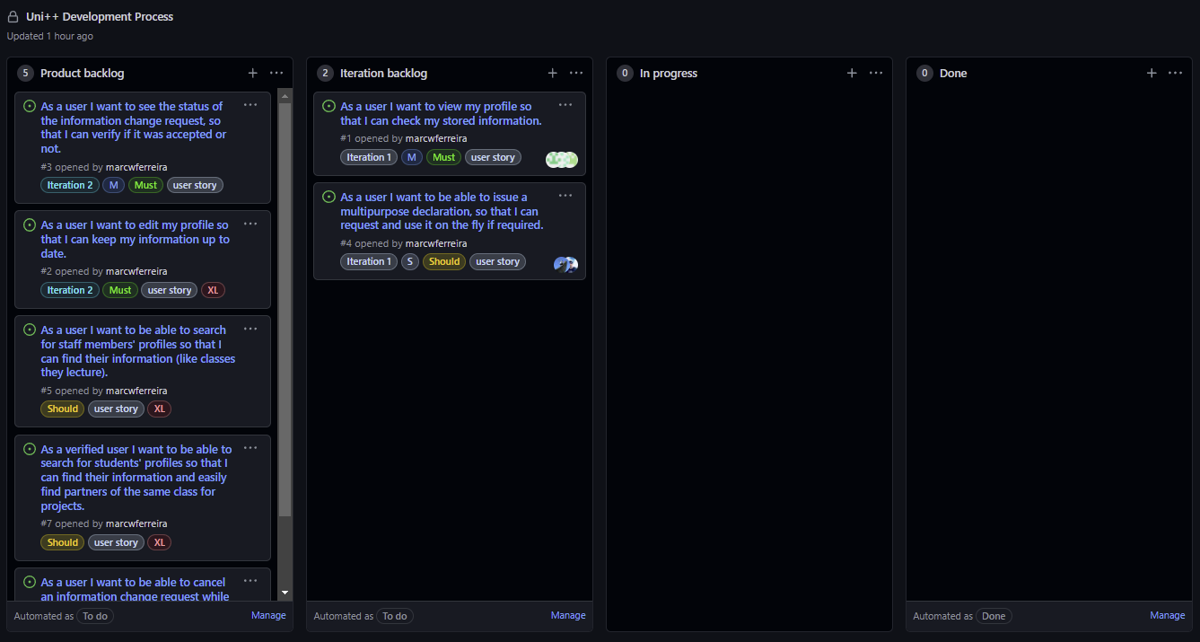 Uni++ Development Process
Updated 1 hour ago
5 Product backlog
As a user I want to see the status of
the information change request, so
that I can verify if it was accepted or
not.
#3 opened by marcwferreira
Iteration 2 M Must user story
As a user I want to edit my profile so
that I can keep my information up to
date.
#2 opened by marcwferreira
Iteration 2 Must user story XL
As a user I want to be able to search
for staff members' profiles so that I
can find their information (like classes
they lecture).
#5 opened by marcwferreira
Should user story XL
As a verified user I want to be able to
search for students' profiles so that I
can find their information and easily
find partners of the same class for
projects.
#7 opened by marcwferreira
Should user story XL
As a user I want to be able to cancel
an information change request while
Automated as To do Manage
2 Iteration backlog
As a user I want to view my profile so
that I can check my stored information.
#1 opened by marcwferreira
Iteration 1 M Must user story
As a user I want to be able to issue a
multipurpose declaration, so that I can
request and use it on the fly if required.
#4 opened by marcwferreira
Iteration 1 S Should user story
Automated as To do Manage
0 In progress
0 Done
Automated as Done Manage